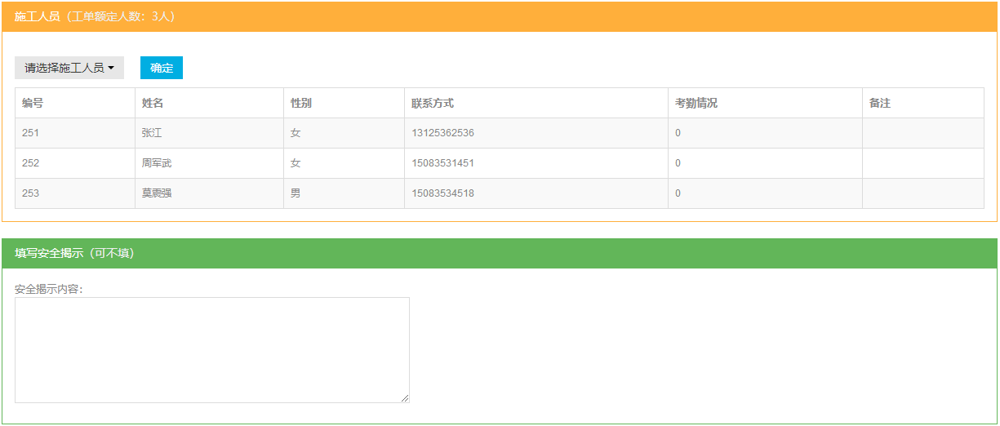 施工人员（工单额定人数：3人）
请选择施工人员 确定
编号 姓名 性别 联系方式 考勤情况 备注
251 张江 女 13125362536 0
252 周军武 女 15083531451 0
253 莫震强 男 15083534518 0
填写安全揭示（可不填）
安全揭示内容：